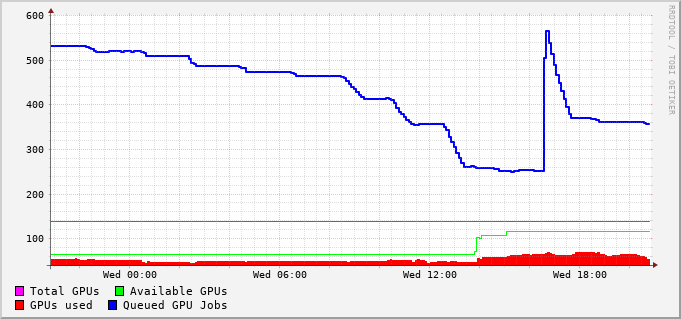 600
500
400
300
200
100
Wed 00:00 Wed 06:00 Wed 12:00 Wed 18:00
Total GPUs Available GPUs
GPUs used Queued GPU Jobs
RRDTOOL / TOBI OETIKER